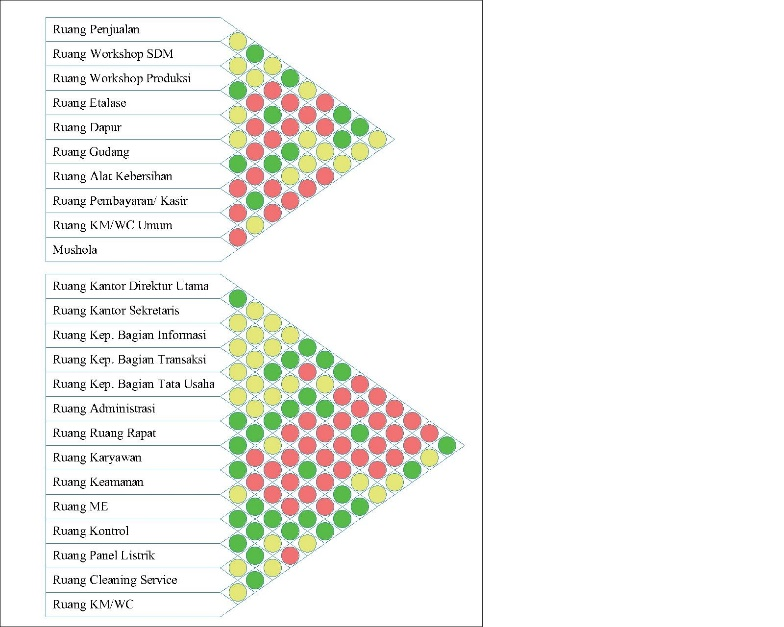 Ruang Penjualan
Ruang Workshop SDM
Ruang Workshop Produksi
Ruang Etalase
Ruang Dapur
Ruang Gudang
Ruang Alat Kebersihan
Ruang Pembayaran/ Kasir
Ruang KM/WC Umum
Mushola
Ruang Kantor Direktur Utama
Ruang Kantor Sekretaris
Ruang Kep. Bagian Informasi
Ruang Kep. Bagian Transaksi
Ruang Kep. Bagian Tata Usaha
Ruang Administrasi
Ruang Ruang Rapat
Ruang Karyawan
Ruang Keamanan
Ruang ME
Ruang Kontrol
Ruang Panel Listrik
Ruang Cleaning Service
Ruang KM/WC